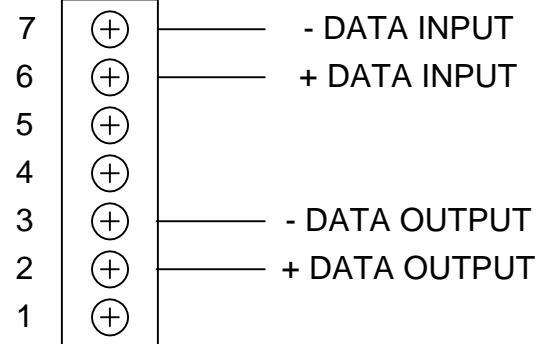 7 - DATA INPUT
6 + DATA INPUT
5
4
3 - DATA OUTPUT
2 + DATA OUTPUT
1